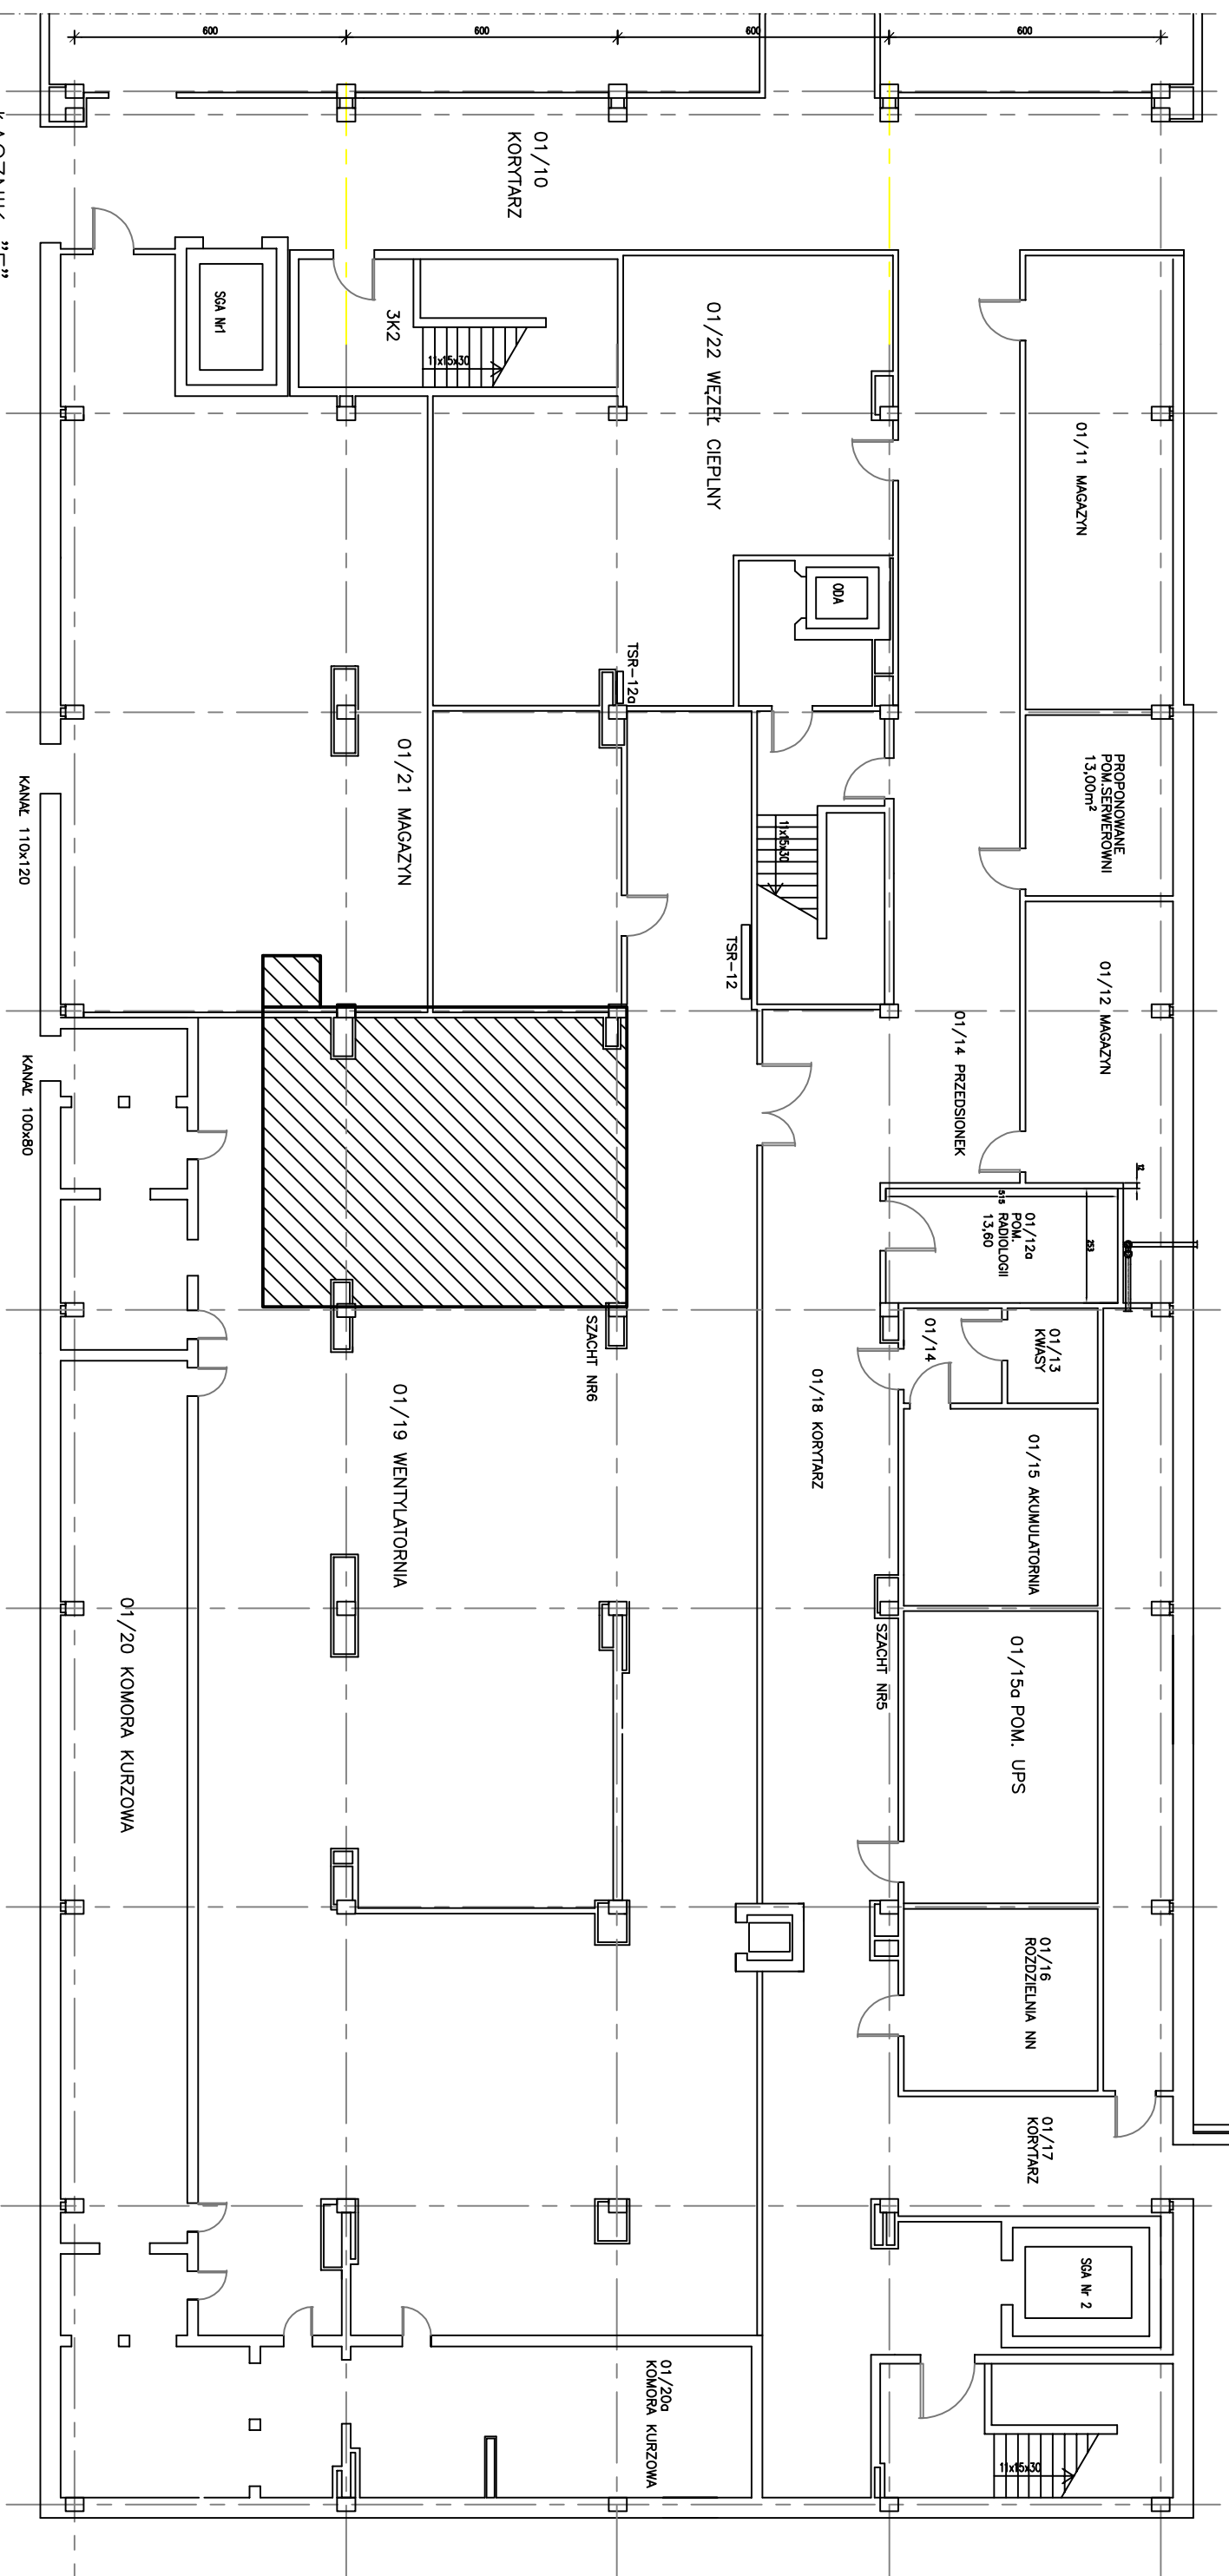 600
600
600
600
01/10
KORYTARZ
SGA Nr1
3K2
11x15x30
01/22 WĘZEŁ CIEPLNY
01/11 MAGAZYN
ODA
TSR-12a
01/21 MAGAZYN
KANAŁ 110x120
PROPONOWANE
POM.SERWEROWNI
13,00m²
11x15x30
TSR-12
01/12 MAGAZYN
01/14 PRZEDSIONEK
KANAŁ 100x80
12
515
253
01/12a
POM.
RADIOLOGII
13,60
01/13
KWASY
01/14
SZACHT NR6
01/18 KORYTARZ
01/19 WENTYLATORNIA
01/15 AKUMULATORNIA
01/20 KOMORA KURZOWA
SZACHT NR5
01/15a POM. UPS
01/16
ROZDZIELNIA NN
01/17
KORYTARZ
SGA Nr 2
01/20a
KOMORA KURZOWA
11x15x30